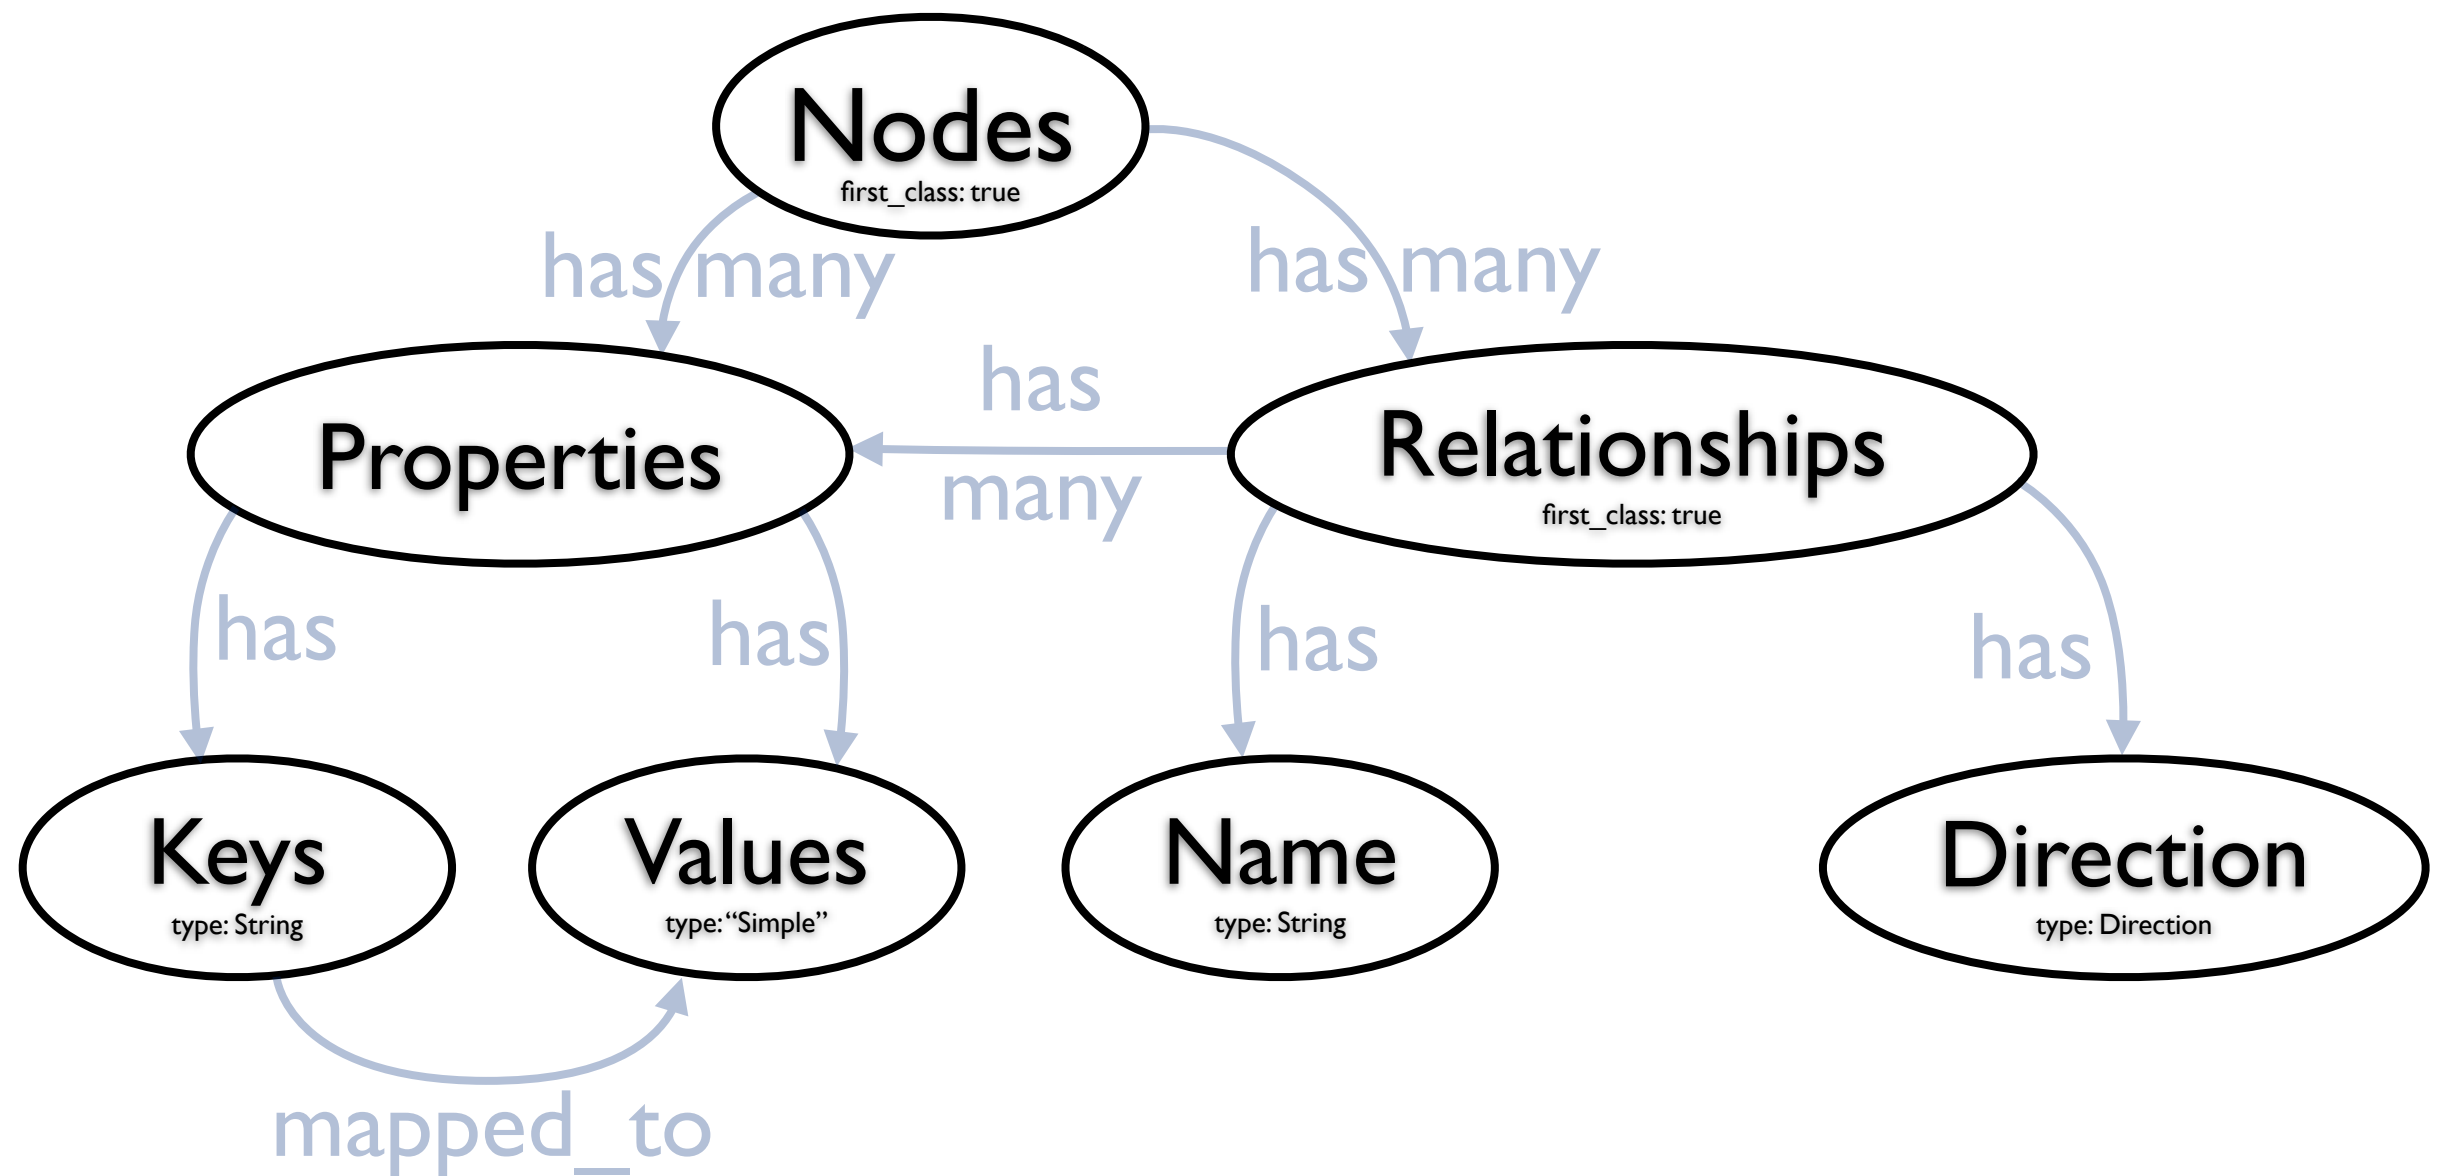 Nodes
first_class: true
has many
has many
has
many
Properties
Relationships
first_class: true
has
has
has
has
Keys
type: String
Values
type: “Simple”
Name
type: String
Direction
type: Direction
mapped_to